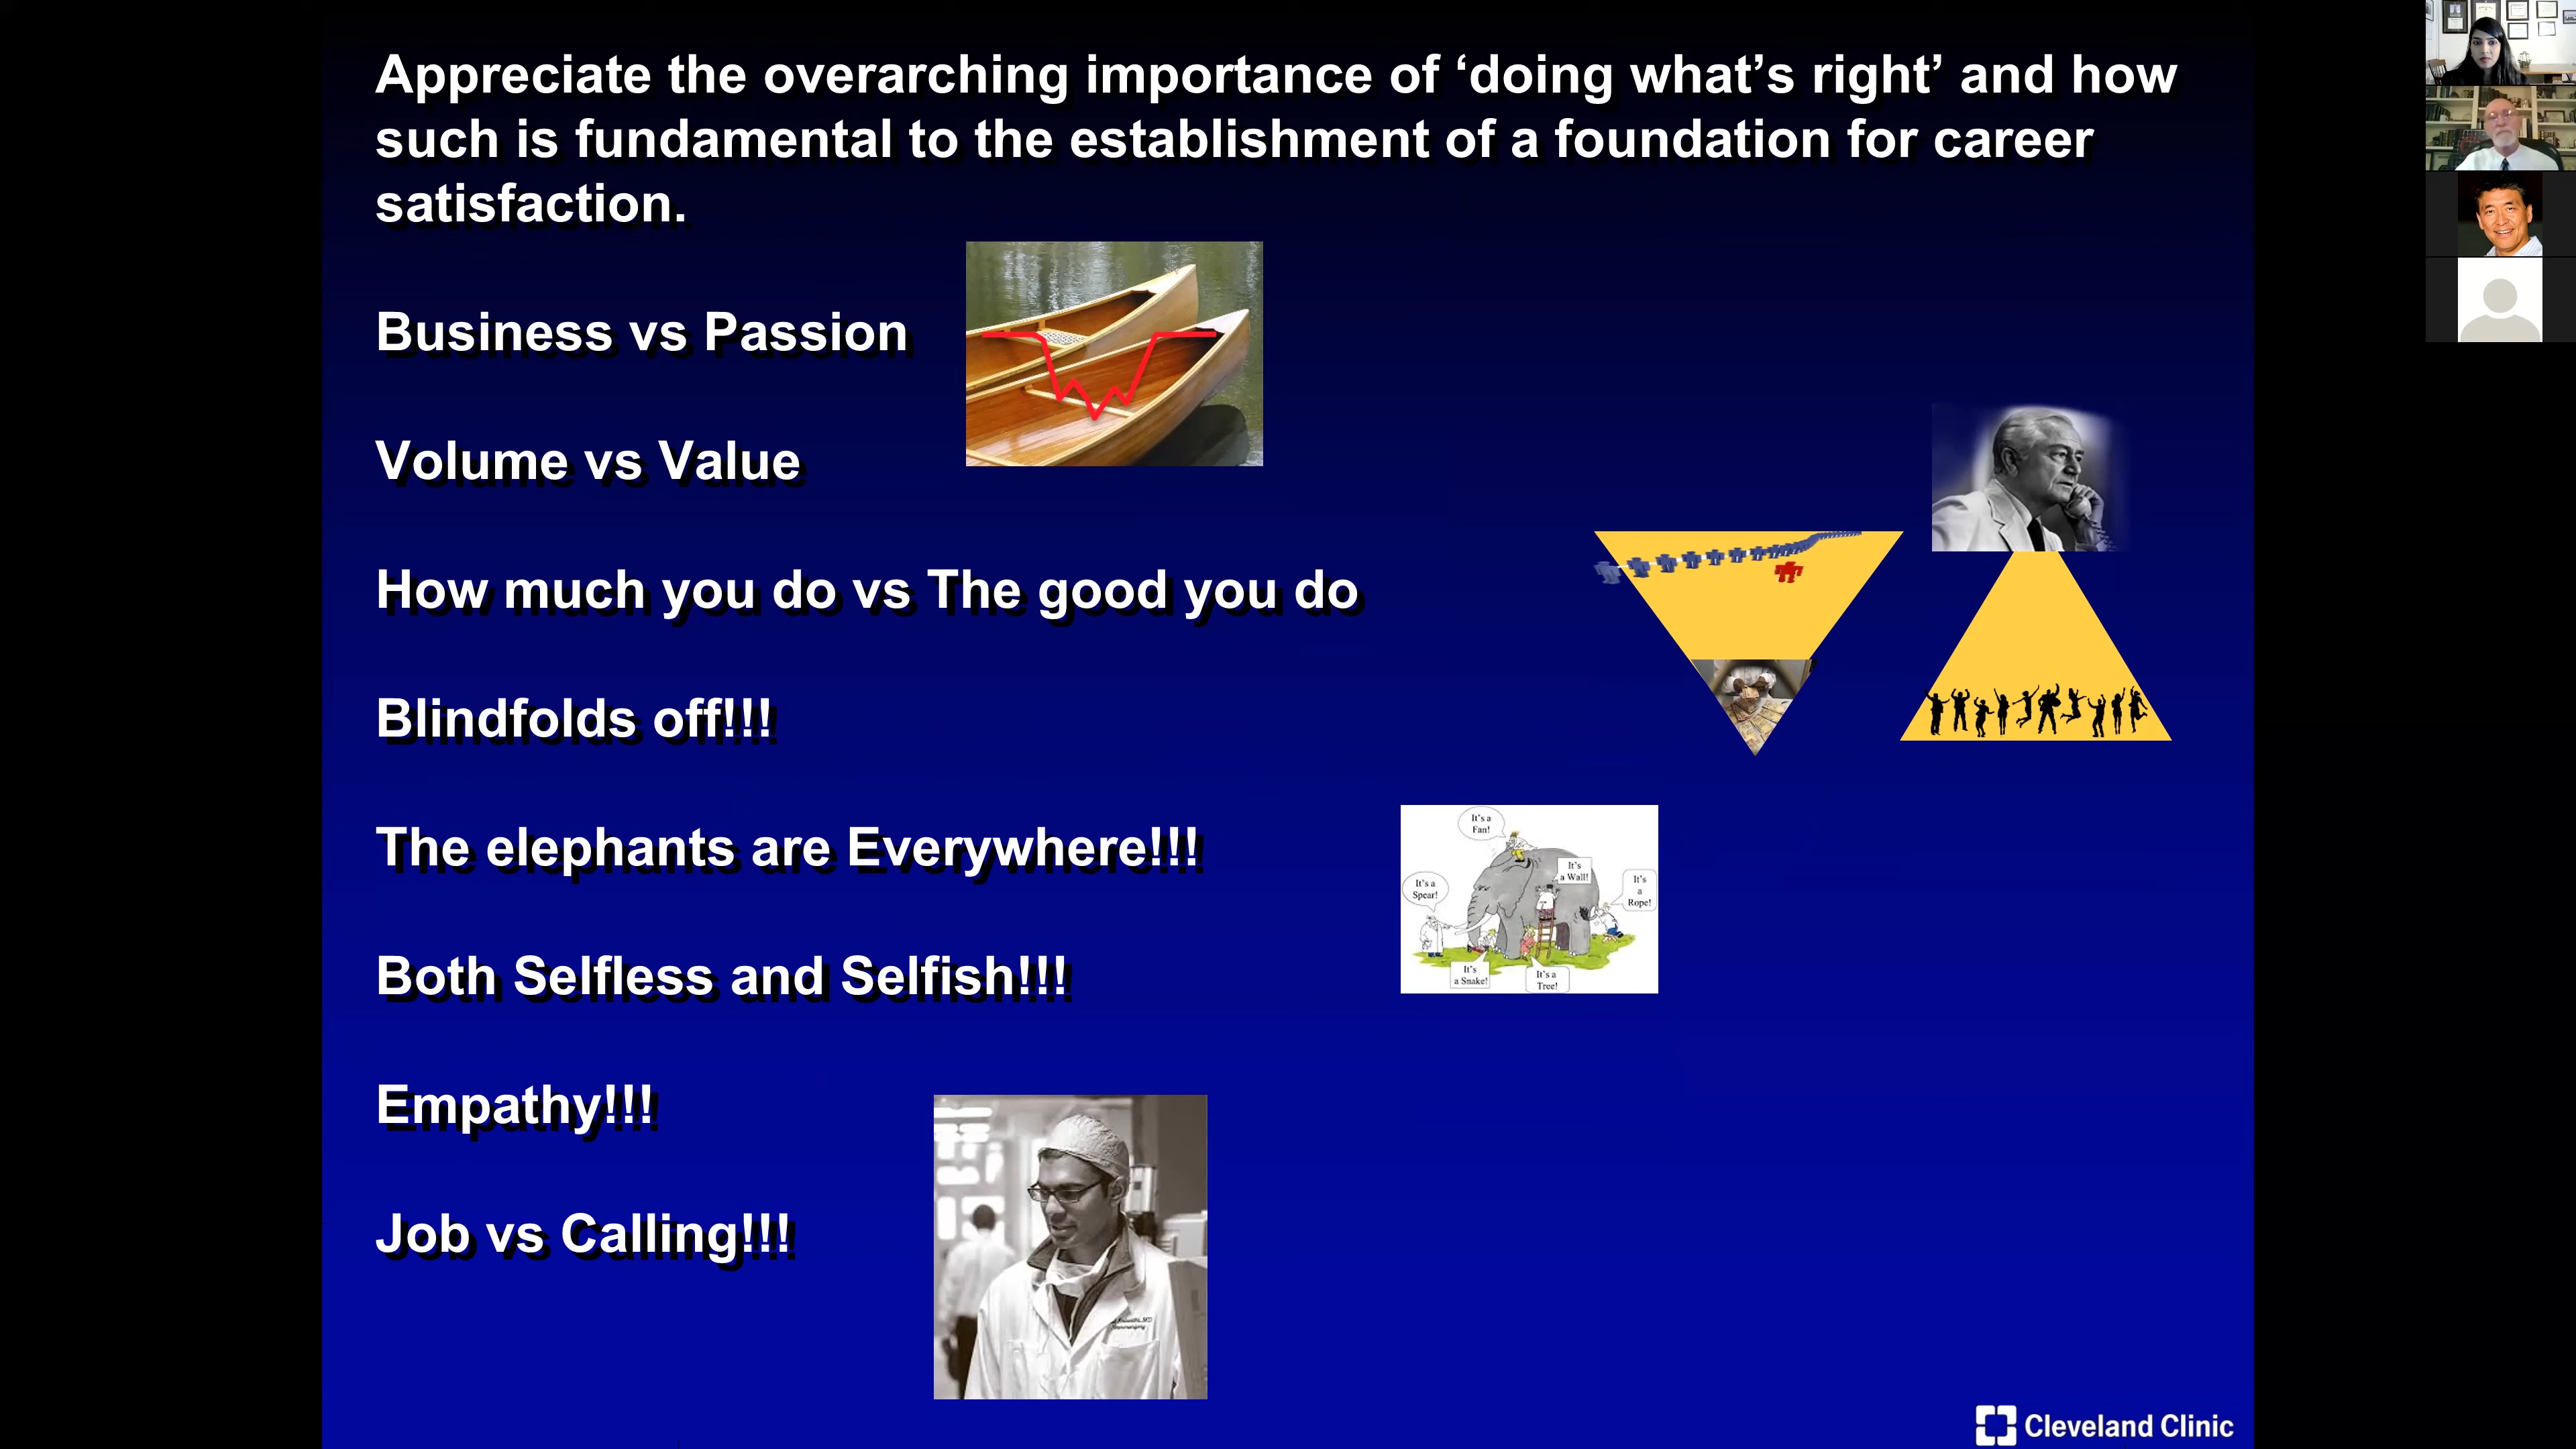 Appreciate the overarching importance of ‘doing what’s right’ and how
such is fundamental to the establishment of a foundation for career
satisfaction.
Business vs Passion
Volume vs Value
How much you do vs The good you do
Blindfolds off!!!
The elephants are Everywhere!!!
It's a
Fan!
It's
a Wall!
It's a
Spear!
It's
a
Rope!
It's
a Snake!
It's a
Tree!
Both Selfless and Selfish!!!
Empathy!!!
Job vs Calling!!!
Cleveland Clinic